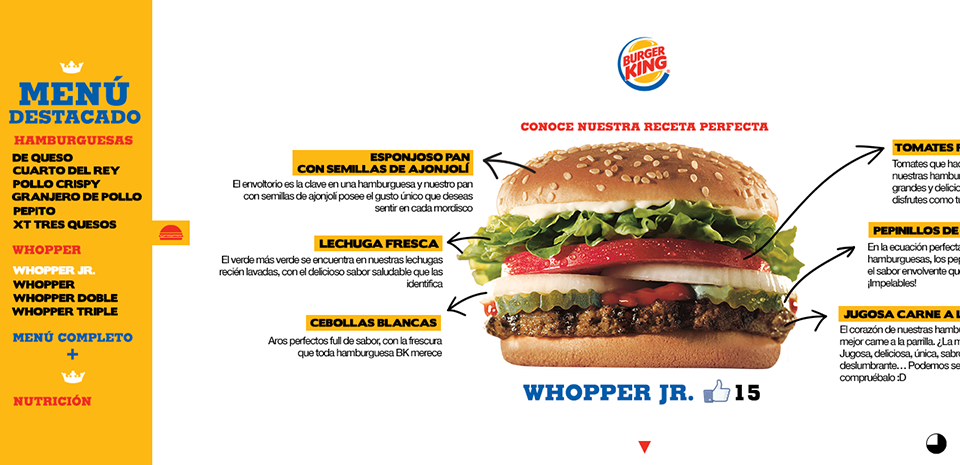 MENÚ
DESTACADO
HAMBURGUESAS
DE QUESO
CUARTO DEL REY
POLLO CRISPY
GRANJERO DE POLLO
PEPITO
XT TRES QUESOS
WHOPPER
WHOPPER JR.
WHOPPER
WHOPPER DOBLE
WHOPPER TRIPLE
MENÚ COMPLETO
+
NUTRICIÓN
BURGER
KING
CONOCE NUESTRA RECETA PERFECTA
ESPONJOSO PAN
CON SEMILLAS DE AJONJOLÍ
El envoltorio es la clave en una hamburguesa y nuestro pan
con semillas de ajonjolí posee el gusto único que deseas
sentir en cada mordisco
LECHUGA FRESCA
El verde más verde se encuentra en nuestras lechugas
recién lavadas, con el delicioso sabor saludable que las
identifica
CEBOLLAS BLANCAS
Aros perfectos full de sabor, con la frescura
que toda hamburguesa BK merece
TOMATES
Tomates que hac
nuestras hambur
grandes y delicio
disfrutes como tu
PEPINILLOS DE
En la ecuación perfecta
hamburguesas, los pep
el sabor envolvente que
¡Impelables!
JUGOSA CARNE A L
El corazón de nuestras hambu
mejor carne a la parrilla. ¿La m
Jugosa, deliciosa, única, sabro
deslumbrante… Podemos se
compruébalo :D
WHOPPER JR. 15